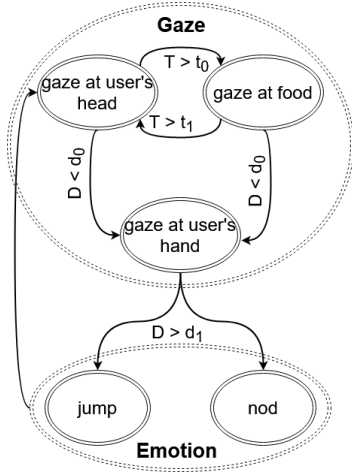 Gaze
T > t₀
gaze at user's
head
gaze at food
T > t₁
D < d₀
D < d₀
gaze at user's
hand
D > d₁
jump
nod
Emotion